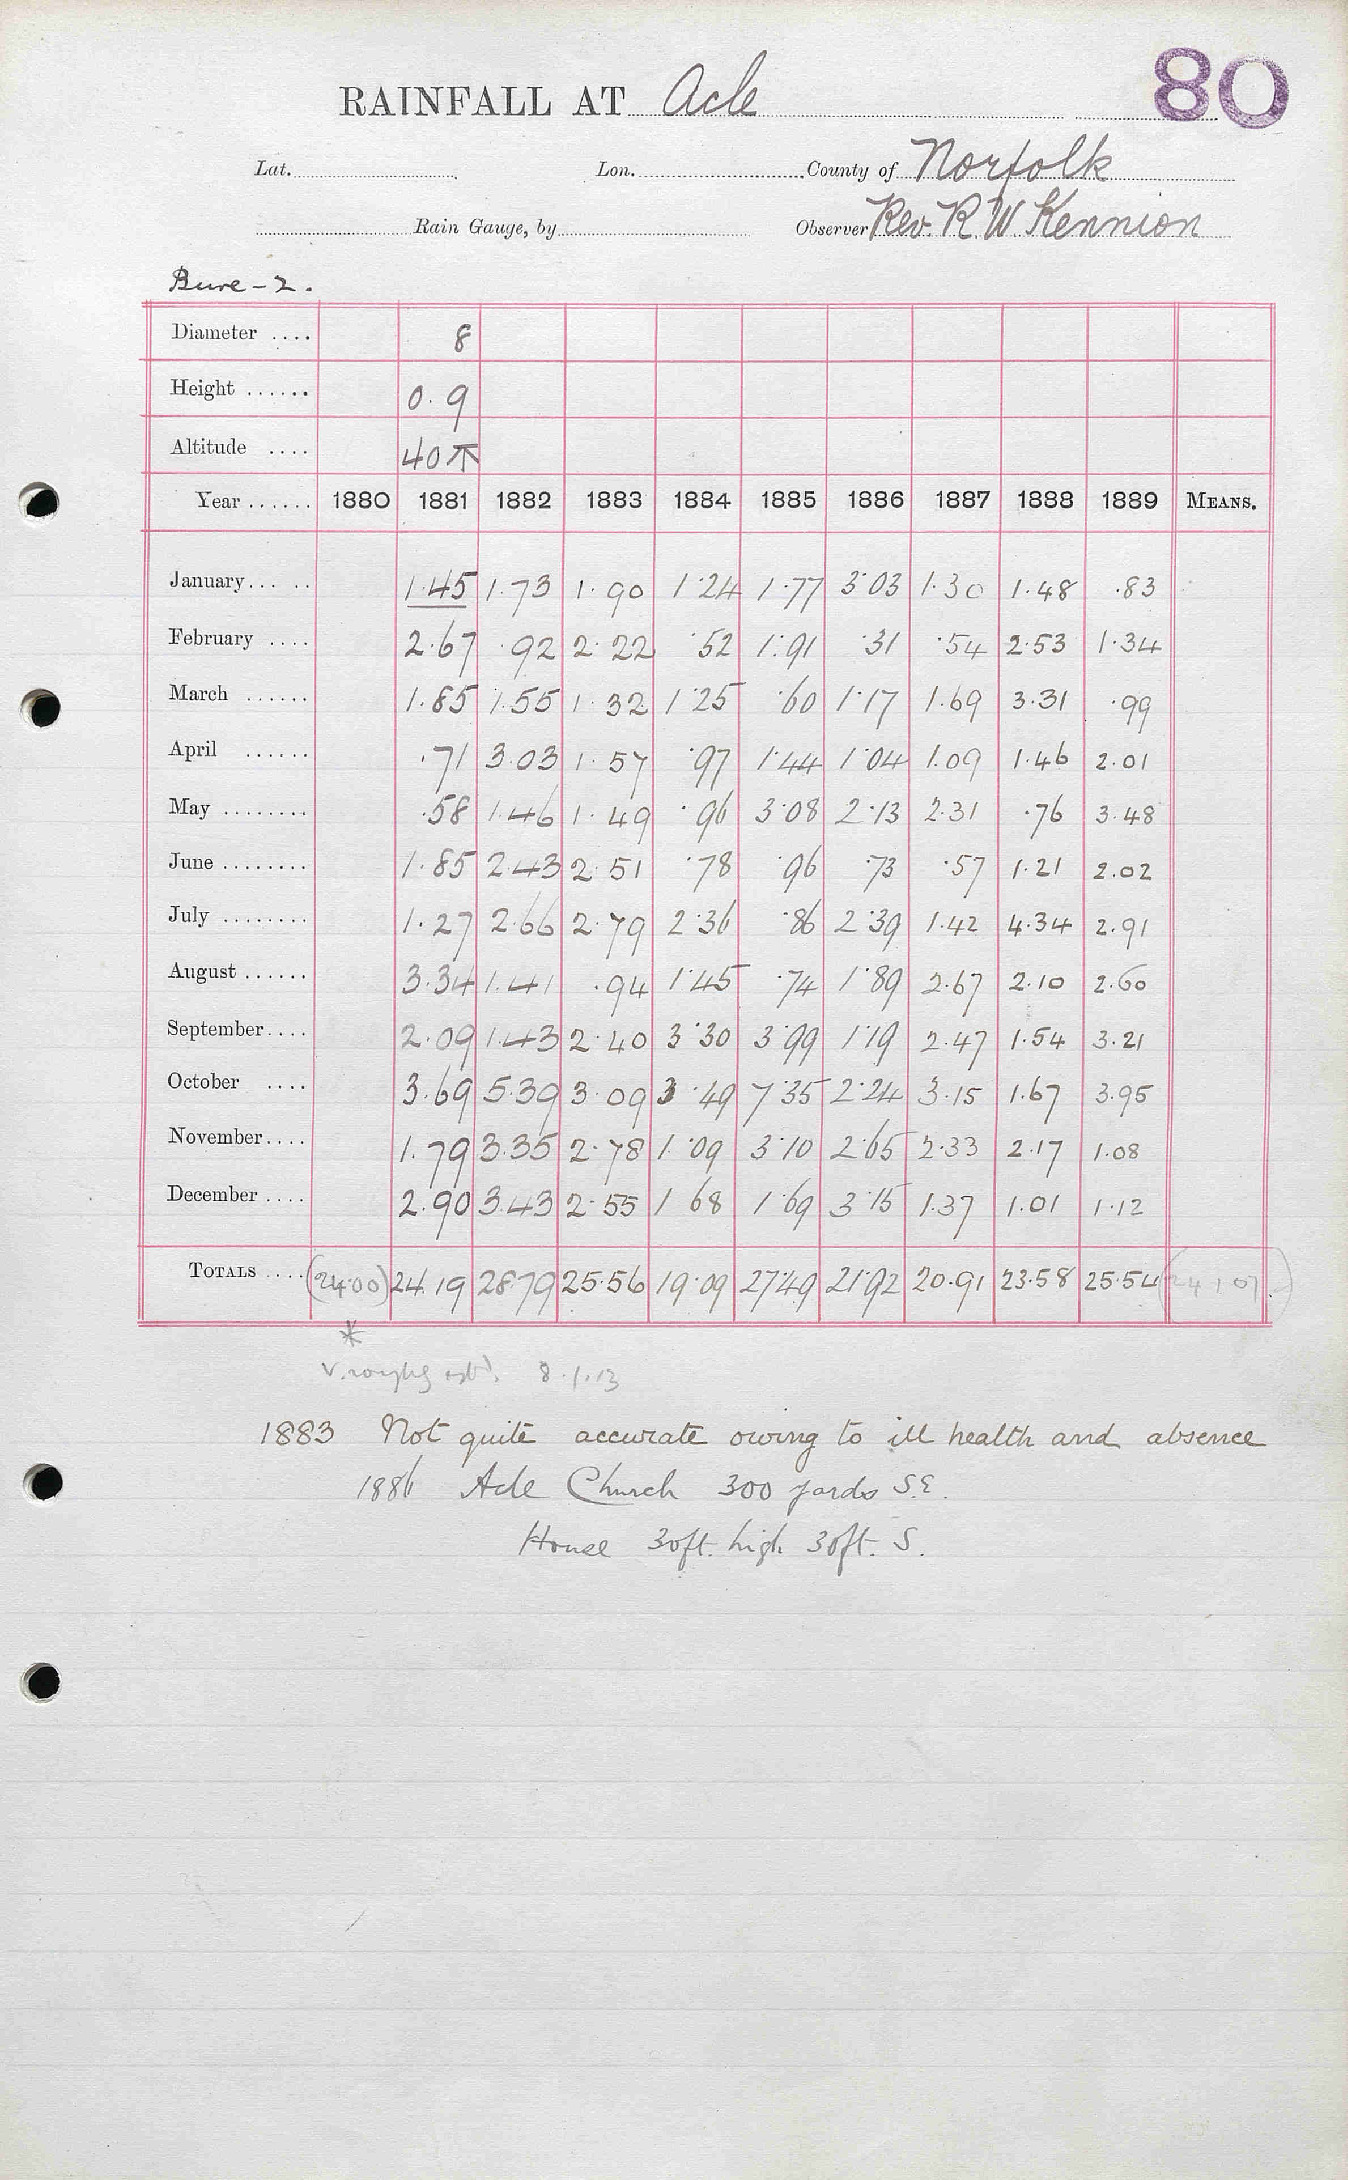 80
RAINFALL AT Acle
Lat. Lon. County of Norfolk
Rain Gauge, by Observer Rev. R W Kennion
Bure - 2.
Diameter .... 8
Height ...... 0.9
Altitude .... 40
Year ...... 1880 1881 1882 1883 1884 1885 1886 1887 1888 1889 MEANS.
January ..... 1.45 1.73 1.90 1.24 1.77 3.03 1.30 1.48 .83
February .... 2.67 .92 2.22 .52 1.91 .31 .54 2.53 1.34
March ...... 1.85 1.55 1.32 1.25 .60 1.17 1.69 3.31 .99
April ...... .71 3.03 1.57 .97 1.44 1.04 1.09 1.46 2.01
May ........ .58 1.46 1.49 .96 3.08 2.13 2.31 .76 3.48
June ........ 1.85 2.43 2.51 .78 .96 .73 .57 1.21 2.02
July ........ 1.27 2.66 2.79 2.36 .86 2.39 1.42 4.34 2.91
August ...... 3.34 1.41 .94 1.45 .74 1.89 2.67 2.10 2.60
September .... 2.09 1.43 2.40 3.30 3.99 1.19 2.47 1.54 3.21
October .... 3.69 5.39 3.09 3.49 7.35 2.24 3.15 1.67 3.95
November .... 1.79 3.35 2.78 1.09 3.10 2.65 2.33 2.17 1.08
December .... 2.90 3.43 2.55 1.68 1.69 3.15 1.37 1.01 1.12
TOTALS .... (24.00) 24.19 28.79 25.56 19.09 27.49 21.92 20.91 23.58 25.54 (24.07)
*
V. roughly estd. 8.1.13
1883 Not quite accurate owing to ill health and absence
1886 Acle Church 300 yards S.E.
House 30ft. high 30ft. S.